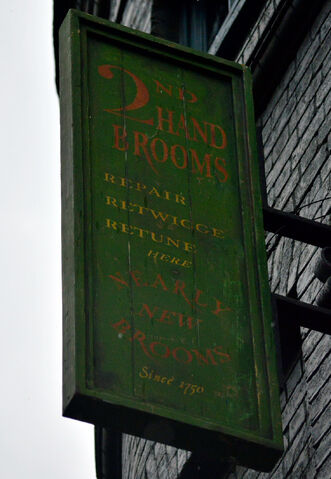 2ND
HAND
BROOMS
REPAIR
RETWIGGE
RETUNE
HERE
NEARLY
NEW
BROOMS
Since 1750